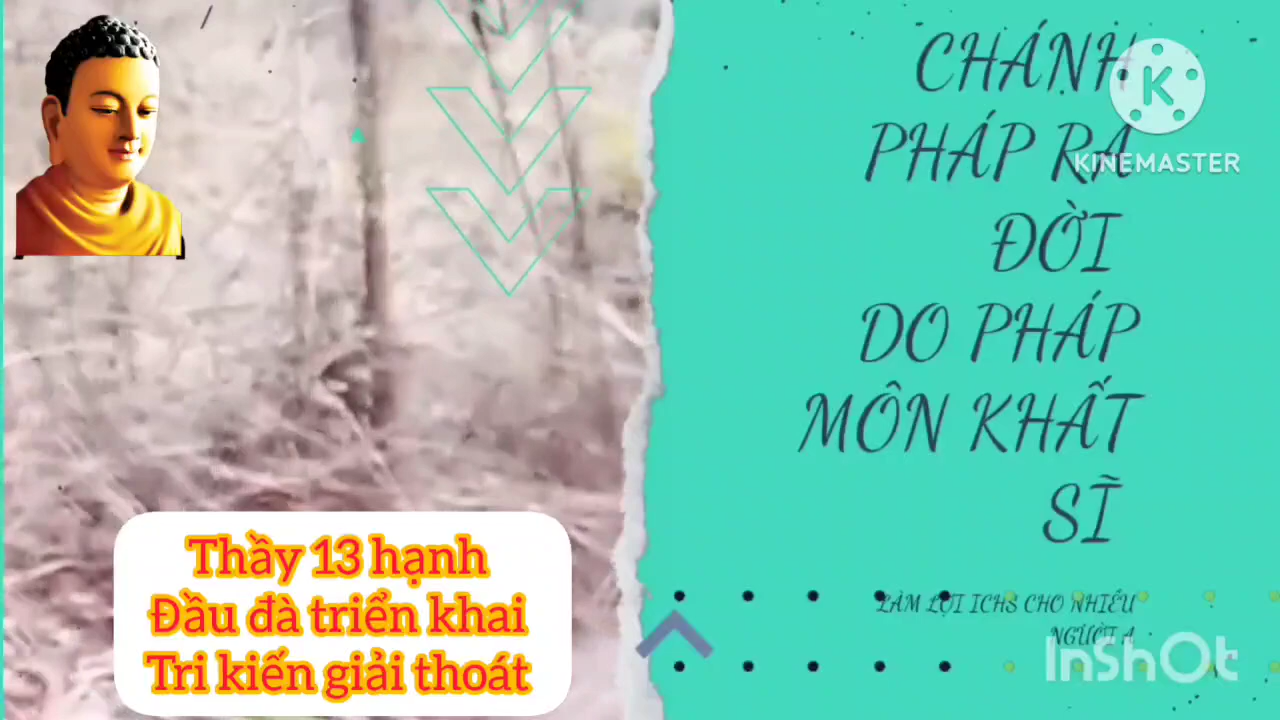 CHÁNH
PHÁP RA
ĐỜI
DO PHÁP
MÔN KHẤT
SĨ
LÀM LỢI ICHS CHO NHIỀU
NGƯỜI A
KINEMASTER
Thầy 13 hạnh
Đầu đà triển khai
Tri kiến giải thoát
InShOt